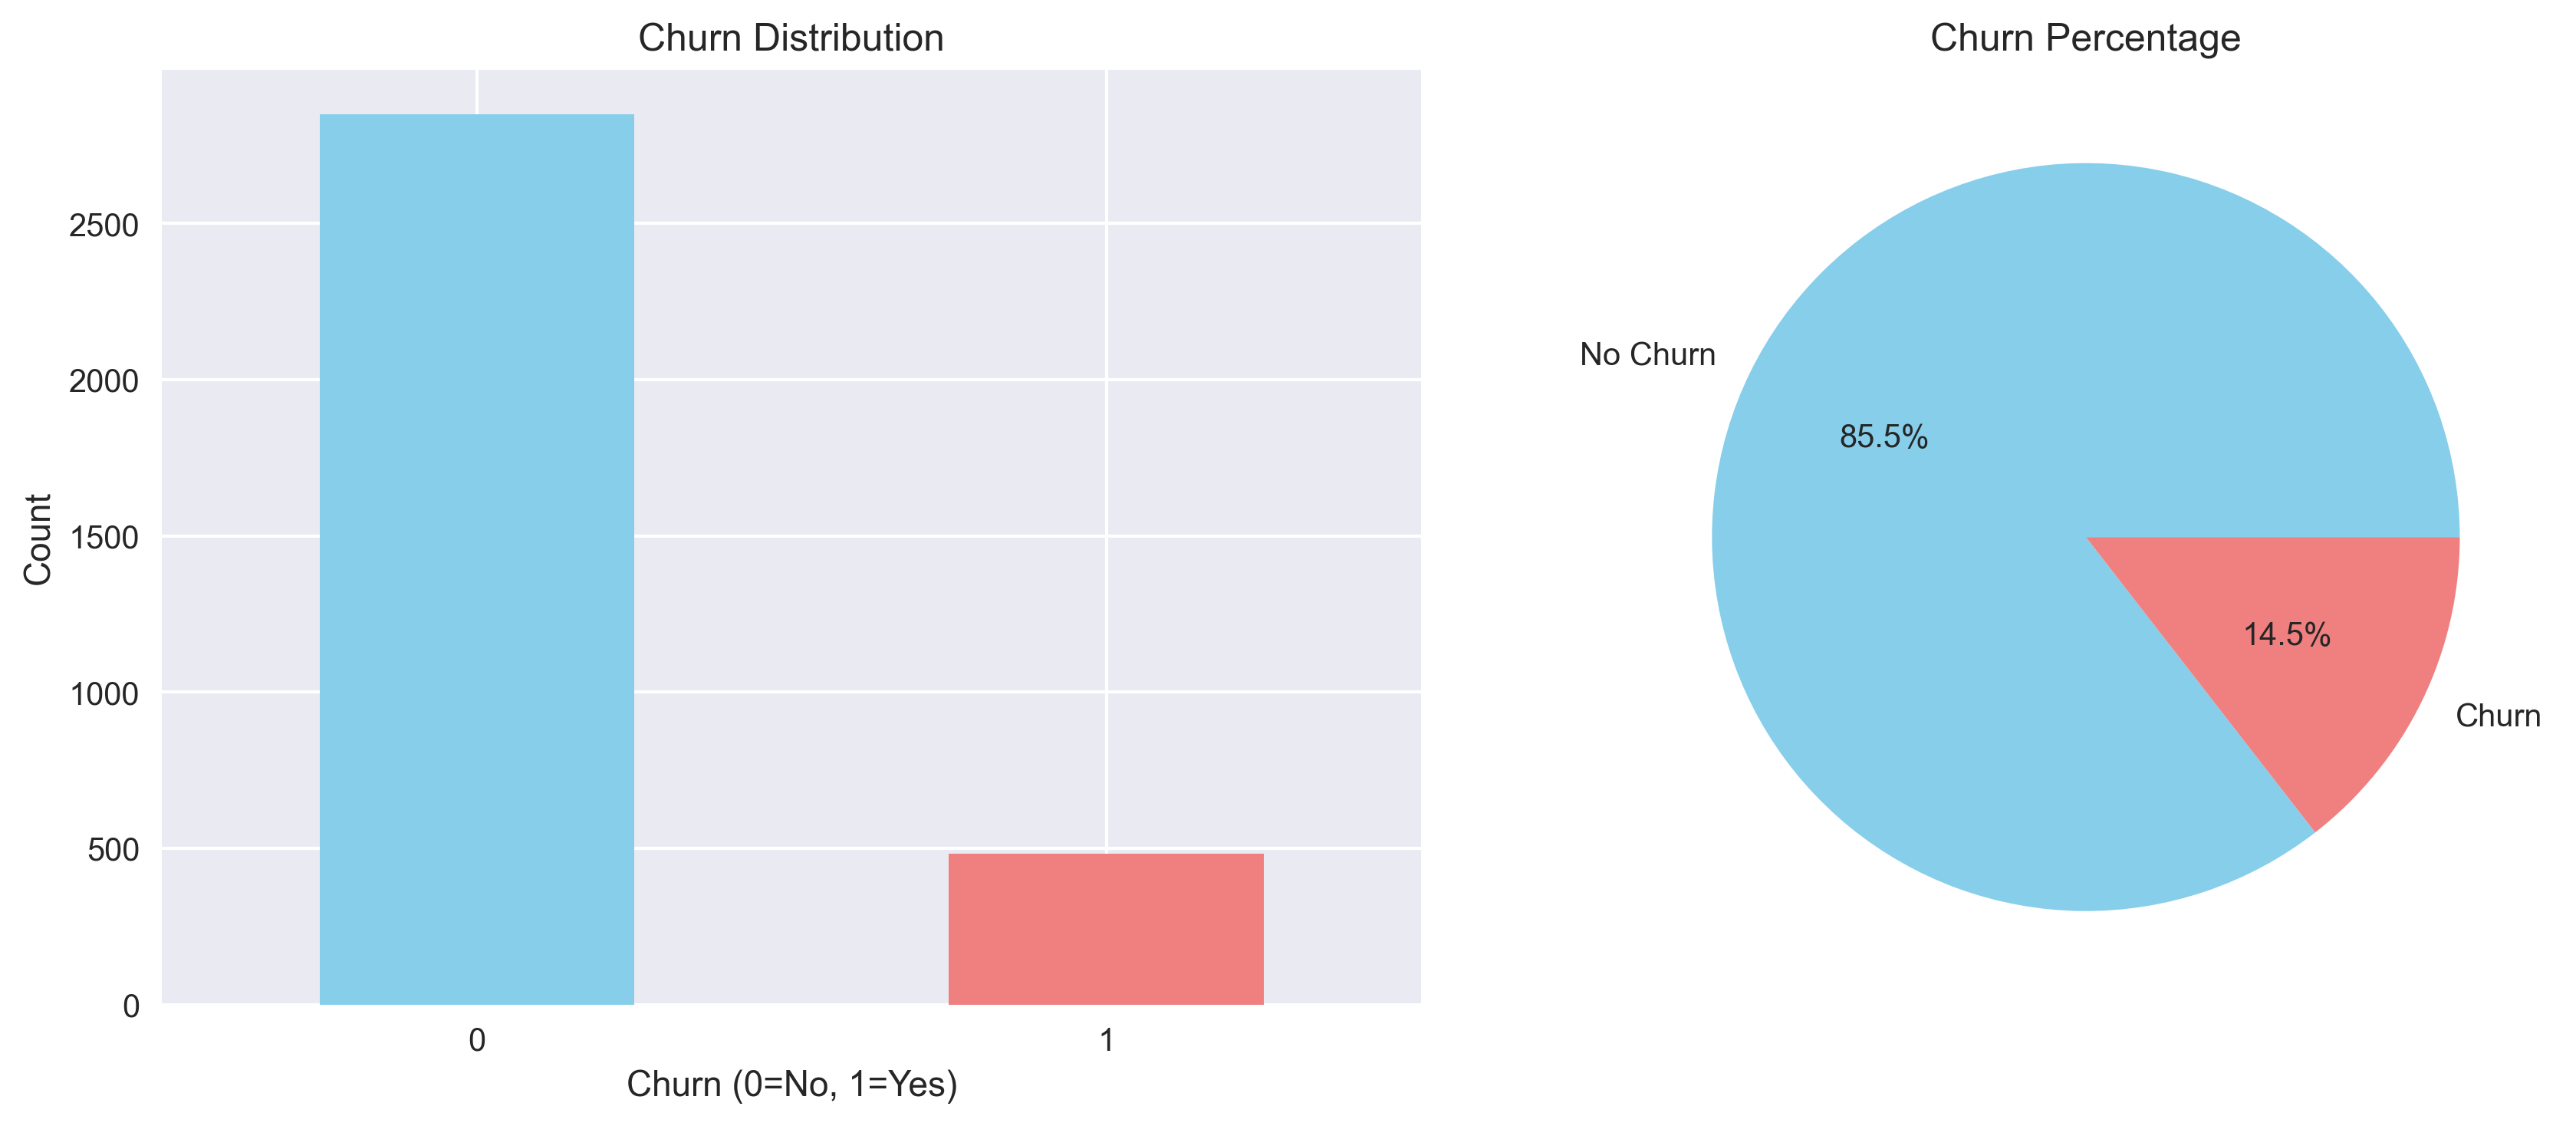 Churn Distribution
2500
2000
1500
1000
500
0
Count
0
1
Churn (0=No, 1=Yes)
Churn Percentage
No Churn
85.5%
14.5%
Churn